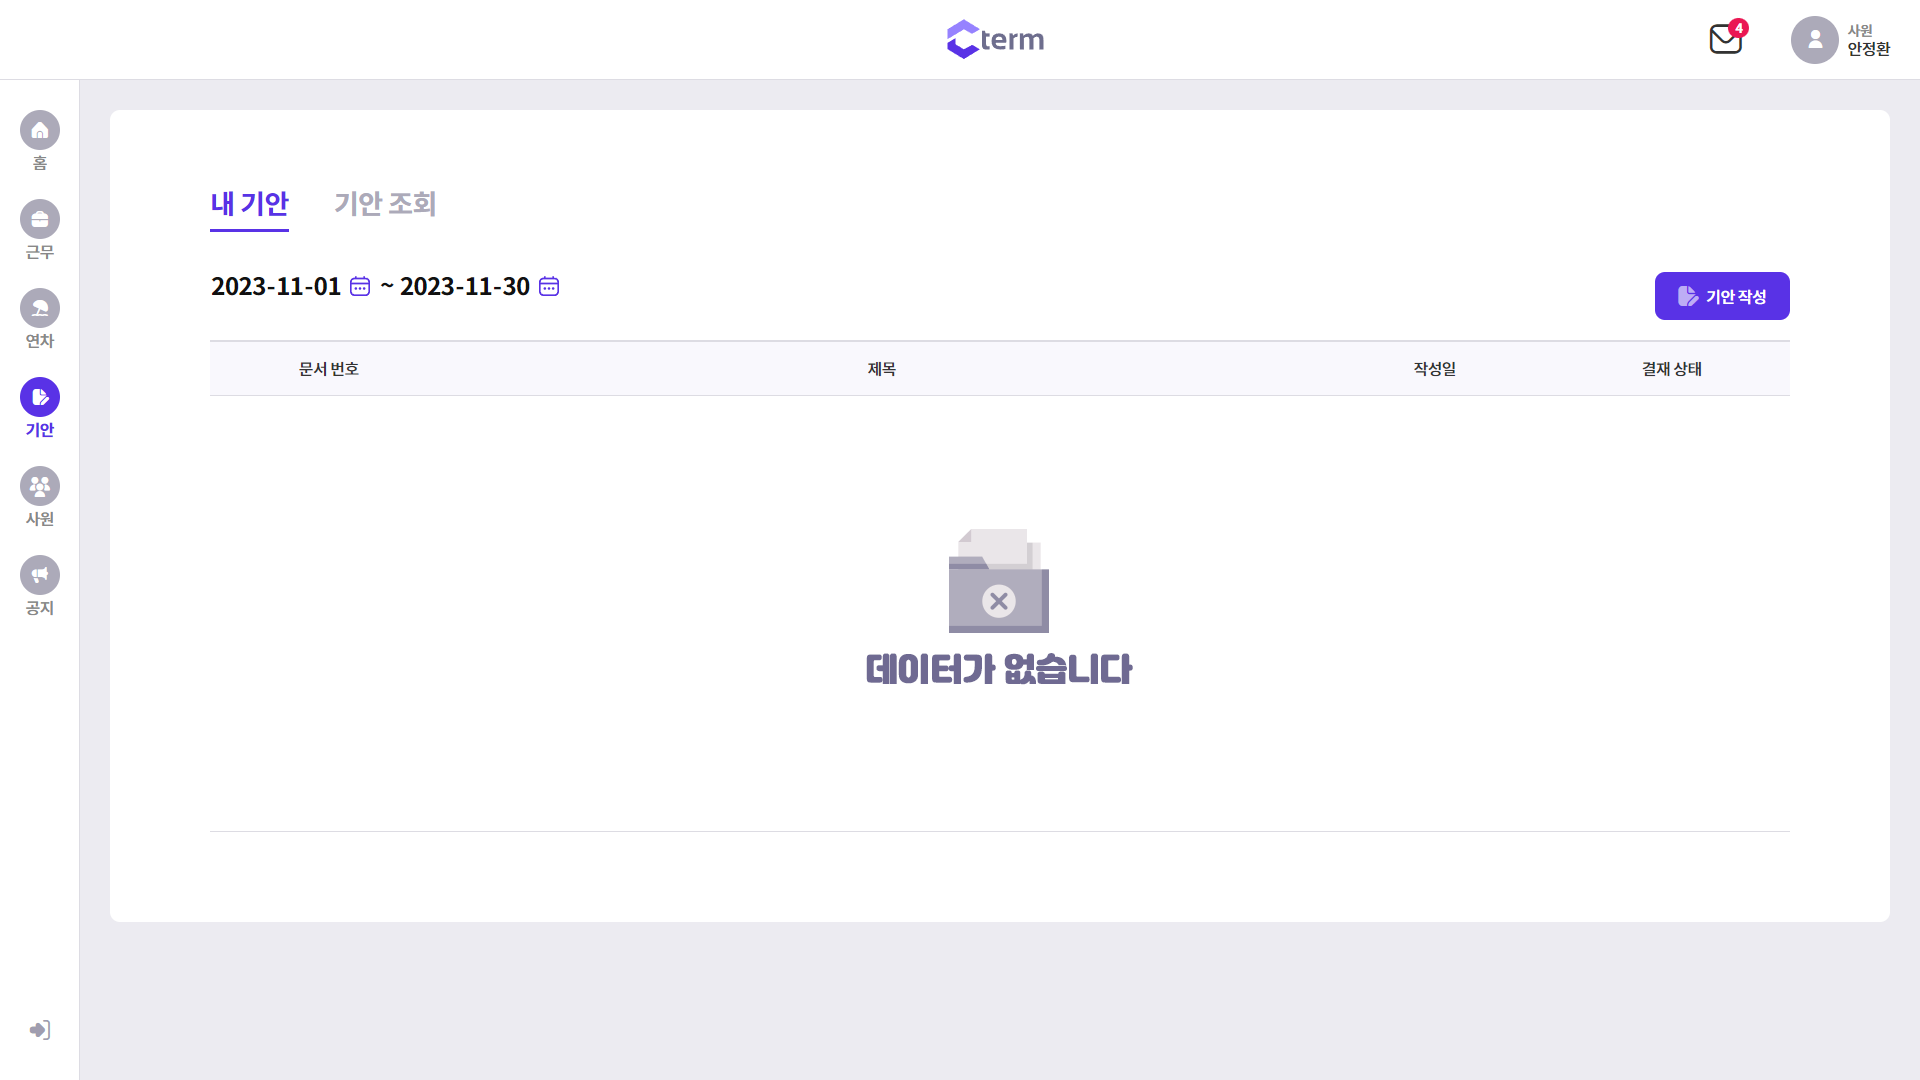 term
4
사원
안정환
홈
근무
연차
기안
사원
공지
내 기안 기안 조회
2023-11-01 ~ 2023-11-30
기안 작성
문서 번호 제목 작성일 결재 상태
데이터가 없습니다